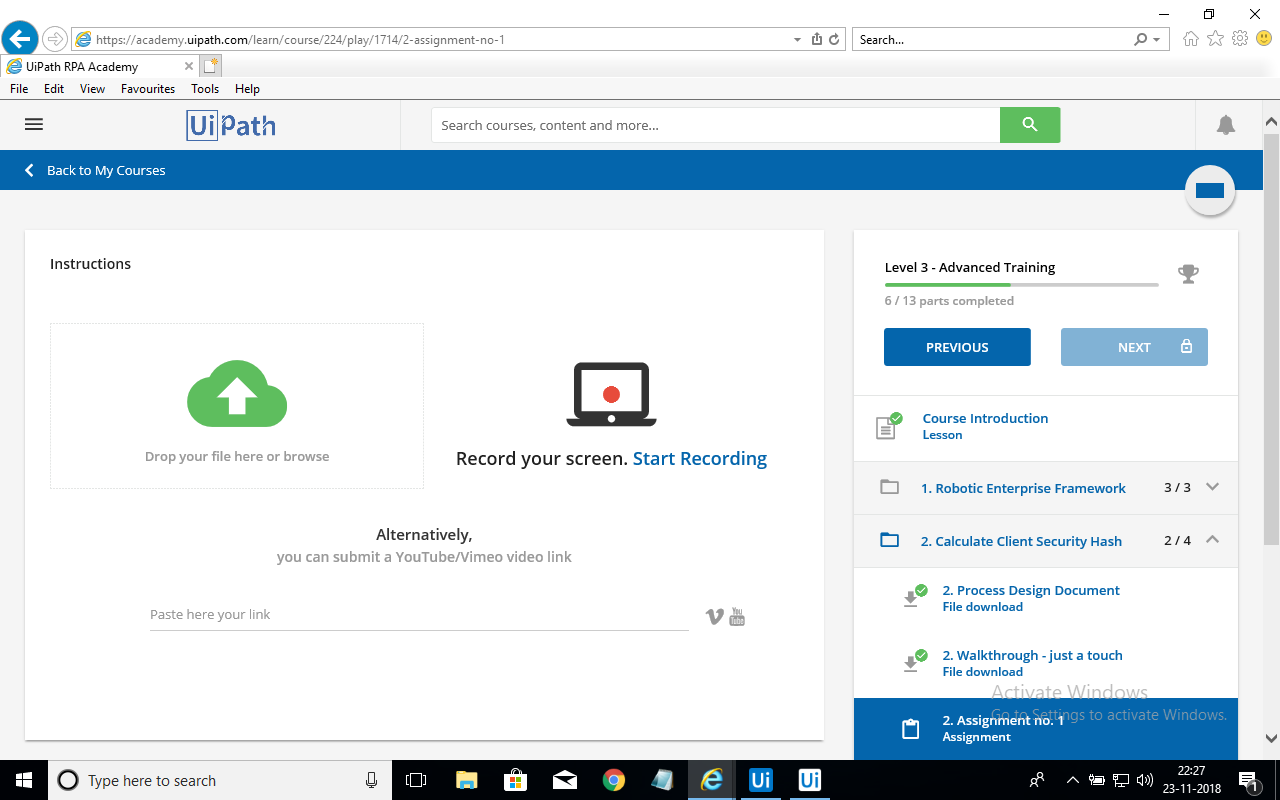 https://academy.uipath.com/learn/course/224/play/1714/2-assignment-no-1
Search...
UiPath RPA Academy
File Edit View Favourites Tools Help
UiPath
Search courses, content and more...
Back to My Courses
Instructions
Drop your file here or browse
Record your screen. Start Recording
Alternatively,
you can submit a YouTube/Vimeo video link
Paste here your link
You Tube
Level 3 - Advanced Training
6 / 13 parts completed
PREVIOUS
NEXT
Course Introduction
Lesson
1. Robotic Enterprise Framework 3 / 3
2. Calculate Client Security Hash 2 / 4
2. Process Design Document
File download
2. Walkthrough - just a touch
File download
Activate Windows
Go to Settings to activate Windows.
2. Assignment no. 1
Assignment
Type here to search
Ui
Ui
22:27
23-11-2018
1